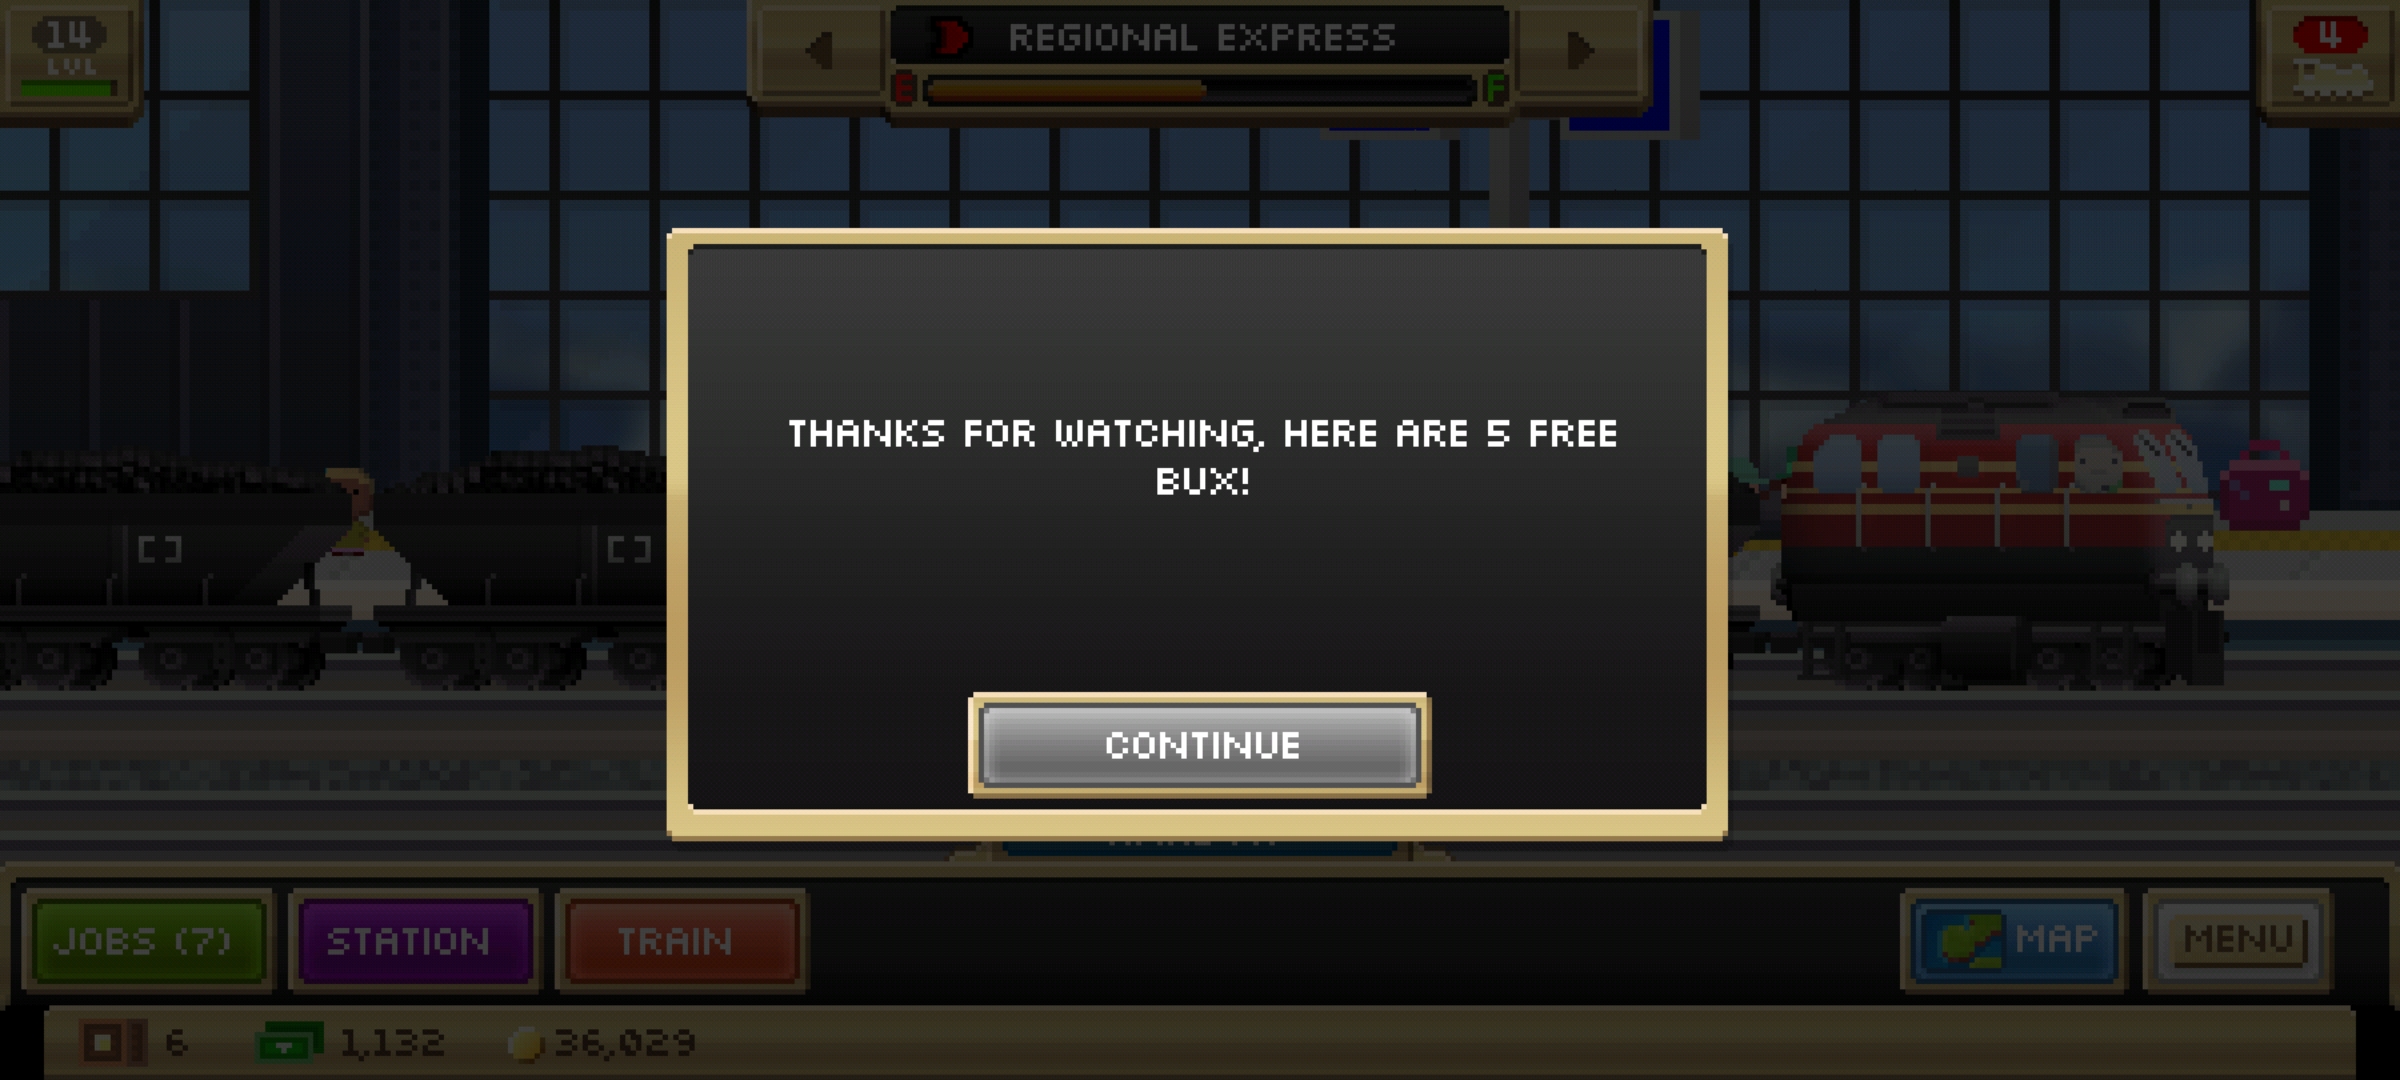 14
LVL
REGIONAL EXPRESS
E F
4
THANKS FOR WATCHING, HERE ARE 5 FREE
BUX!
CONTINUE
JOBS (7) STATION TRAIN MAP MENU
6 1,132 36,029